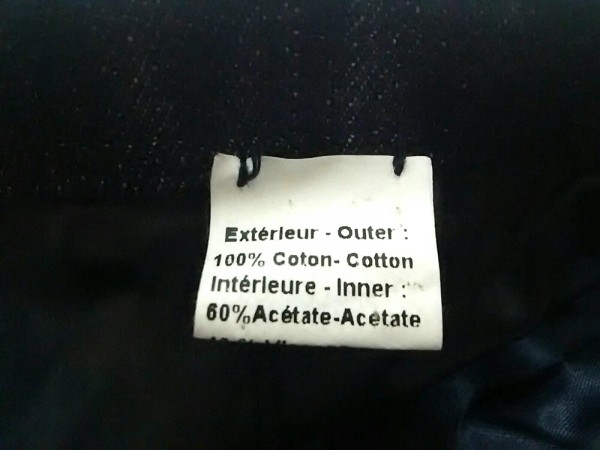 Extérieur - Outer :
100% Coton- Cotton
Intérieure - Inner :
60%Acétate-Acetate